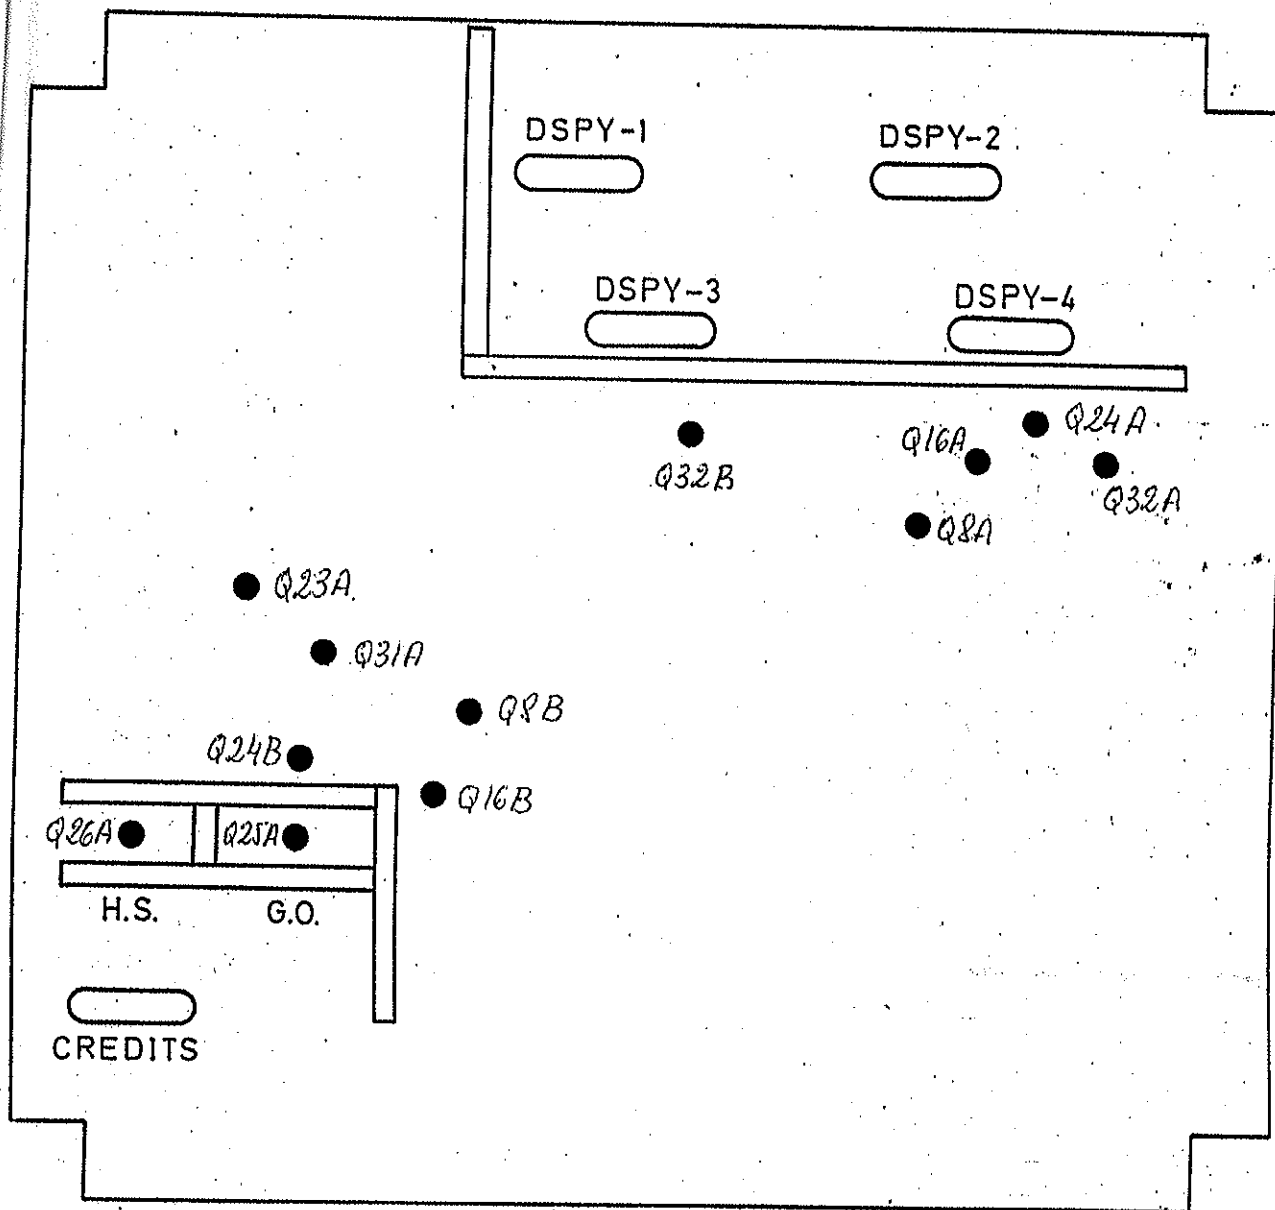 DSPY-1
DSPY-2
DSPY-3
DSPY-4
Q24A
Q16A
Q32B
Q32A
Q8A
Q23A
Q31A
Q8B
Q24B
Q16B
Q26A
Q25A
H.S.
G.O.
CREDITS